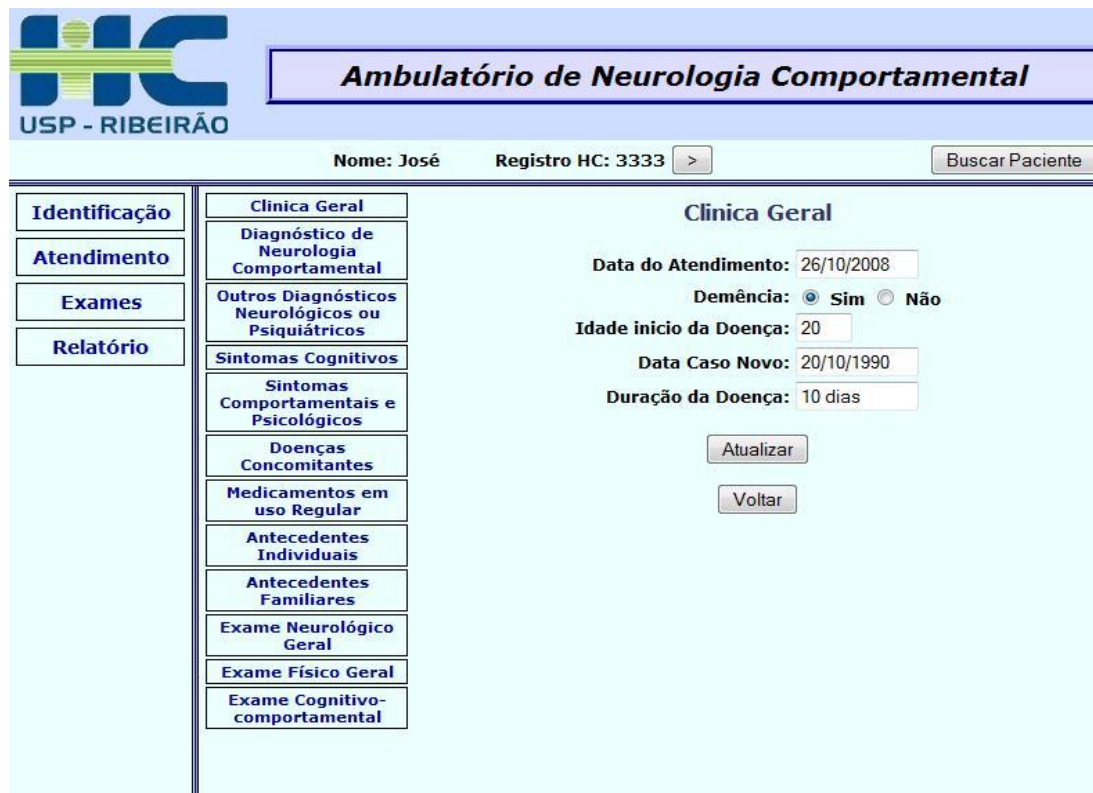 HC
USP - RIBEIRÃO
Ambulatório de Neurologia Comportamental
Nome: José Registro HC: 3333 > Buscar Paciente
Identificação
Atendimento
Exames
Relatório
Clinica Geral
Diagnóstico de
Neurologia
Comportamental
Outros Diagnósticos
Neurológicos ou
Psiquiátricos
Sintomas Cognitivos
Sintomas
Comportamentais e
Psicológicos
Doenças
Concomitantes
Medicamentos em
uso Regular
Antecedentes
Individuais
Antecedentes
Familiares
Exame Neurológico
Geral
Exame Físico Geral
Exame Cognitivo-
comportamental
Clinica Geral
Data do Atendimento: 26/10/2008
Demência: Sim Não
Idade inicio da Doença: 20
Data Caso Novo: 20/10/1990
Duração da Doença: 10 dias
Atualizar
Voltar